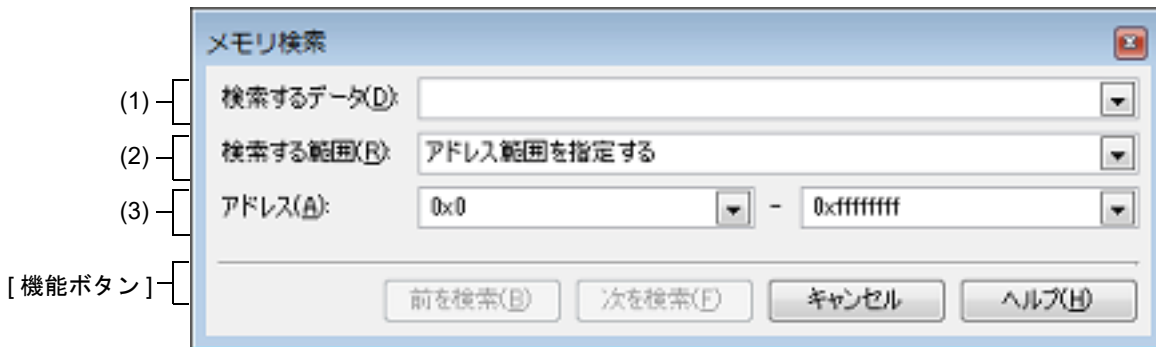 メモリ検索
(1) 検索するデータ(D):
(2) 検索する範囲(R): アドレス範囲を指定する
(3) アドレス(A): 0x0 - 0xffffffff
[機能ボタン] 前を検索(B) 次を検索(F) キャンセル ヘルプ(H)